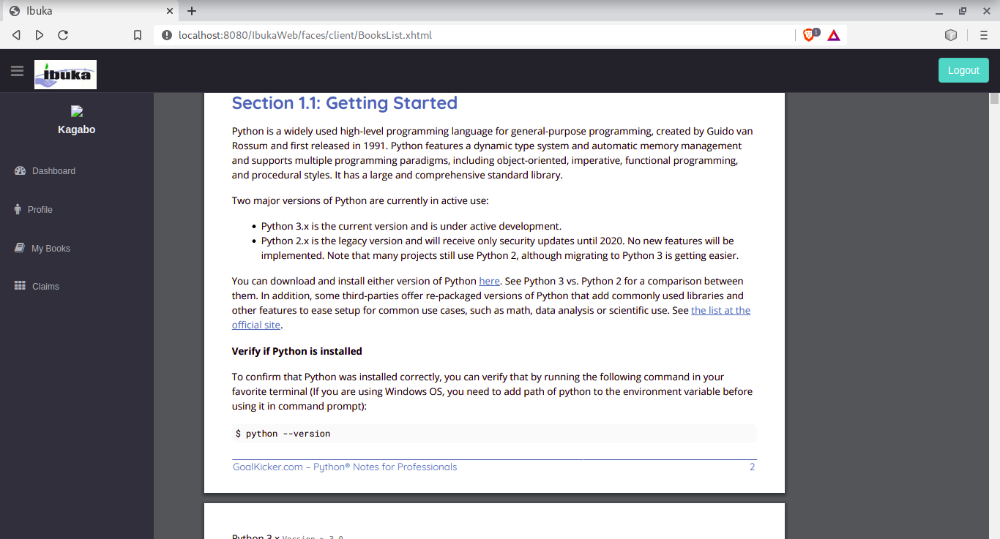 Ibuka
localhost:8080/IbukaWeb/faces/client/BooksList.xhtml
1
Ibuka
Logout
Kagabo
Dashboard
Profile
My Books
Claims
Section 1.1: Getting Started
Python is a widely used high-level programming language for general-purpose programming, created by Guido van
Rossum and first released in 1991. Python features a dynamic type system and automatic memory management
and supports multiple programming paradigms, including object-oriented, imperative, functional programming,
and procedural styles. It has a large and comprehensive standard library.
Two major versions of Python are currently in active use:
• Python 3.x is the current version and is under active development.
• Python 2.x is the legacy version and will receive only security updates until 2020. No new features will be
implemented. Note that many projects still use Python 2, although migrating to Python 3 is getting easier.
You can download and install either version of Python here. See Python 3 vs. Python 2 for a comparison between
them. In addition, some third-parties offer re-packaged versions of Python that add commonly used libraries and
other features to ease setup for common use cases, such as math, data analysis or scientific use. See the list at the
official site.
Verify if Python is installed
To confirm that Python was installed correctly, you can verify that by running the following command in your
favorite terminal (If you are using Windows OS, you need to add path of python to the environment variable before
using it in command prompt):
$ python --version
GoalKicker.com – Python® Notes for Professionals 2
Python 3.x Version ≥ 3.0